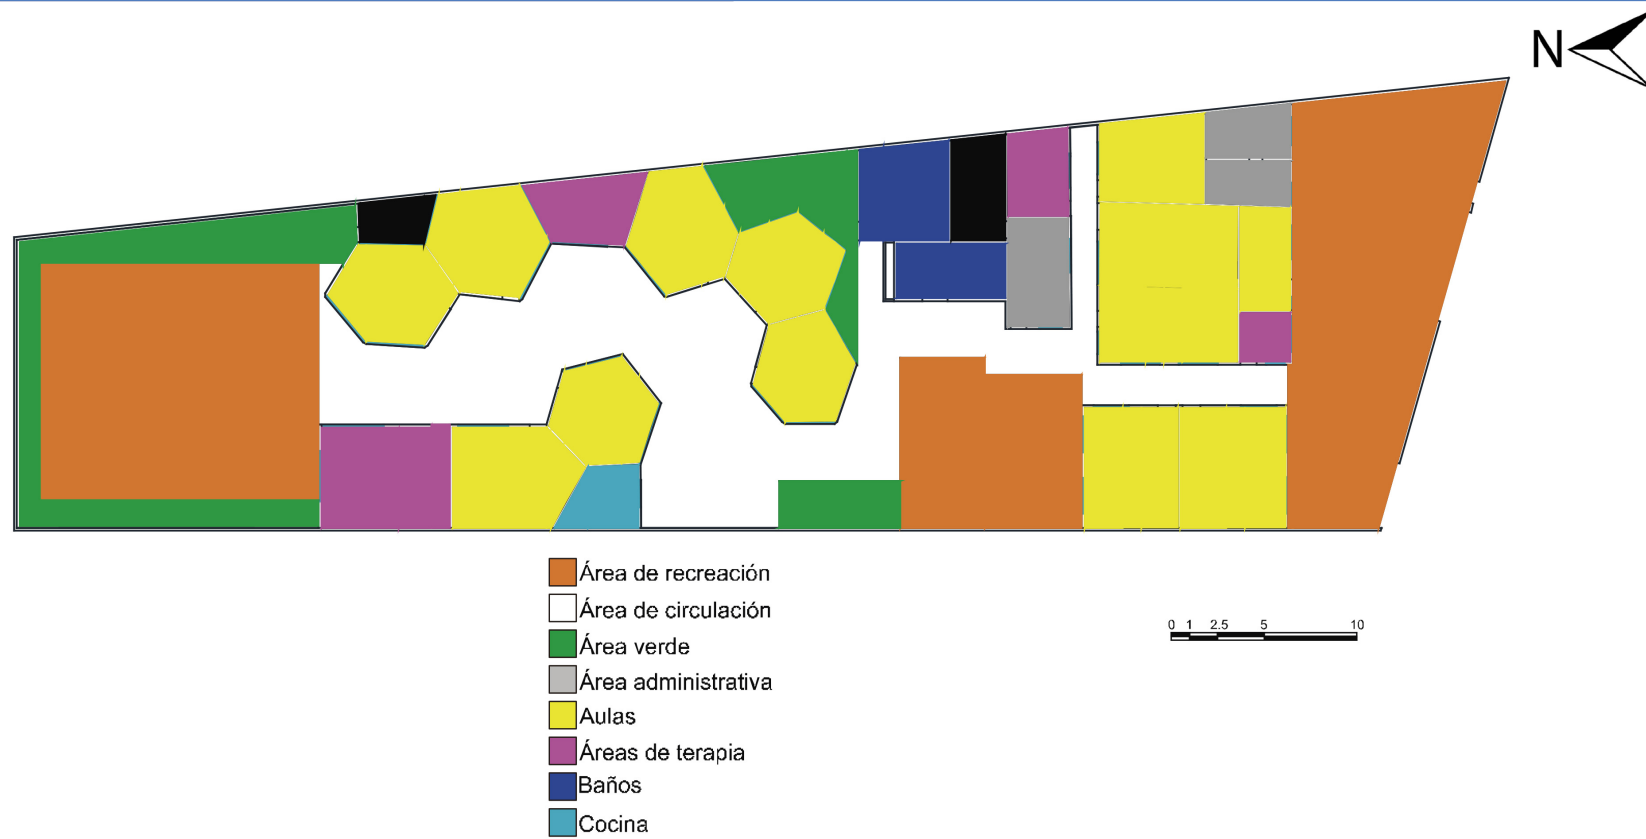 N
Área de recreación
Área de circulación
Área verde
Área administrativa
Aulas
Áreas de terapia
Baños
Cocina
0 1 2.5 5 10